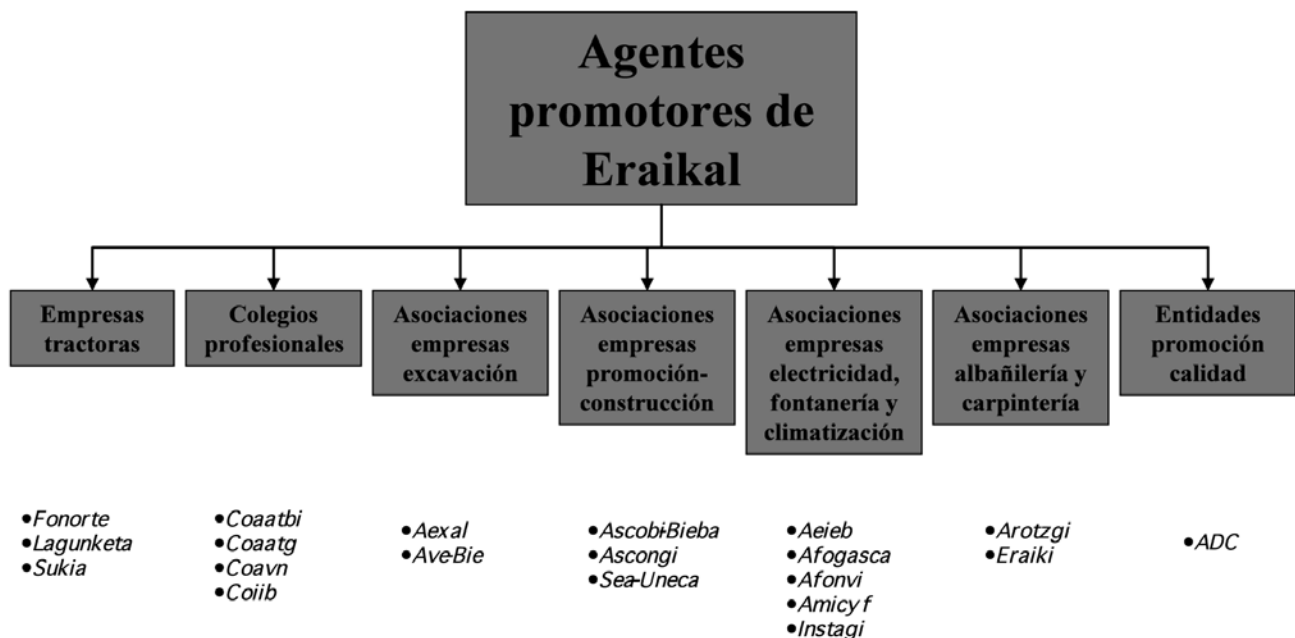 Agentes
promotores de
Eraikal
Empresas
tractoras
Colegios
profesionales
Asociaciones
empresas
excavación
Asociaciones
empresas
promoción-
construcción
Asociaciones
empresas
electricidad,
fontanería y
climatización
Asociaciones
empresas
albañilería y
carpintería
Entidades
promoción
calidad
•Fonorte
•Lagunketa
•Sukia
•Coaatbi
•Coaatg
•Coavn
•Coiib
•Aexal
•Ave-Bie
•Ascobi-Bieba
•Ascongi
•Sea-Uneca
•Aeieb
•Afogasca
•Afonvi
•Amicyf
•Instagi
•Arotzgi
•Eraiki
•ADC